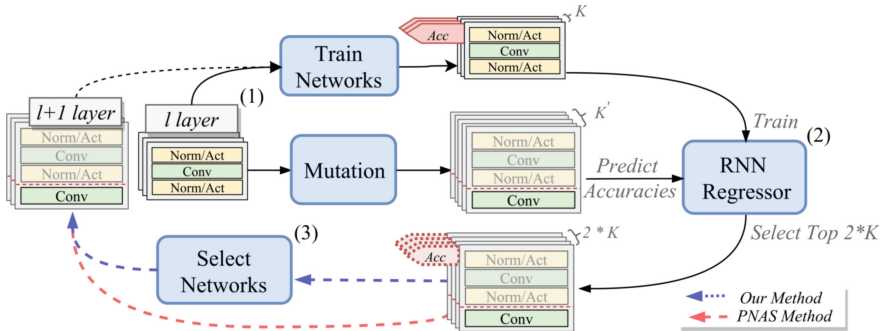 K
Acc
Norm/Act
Conv
Norm/Act
Train
Networks
(1)
l+1 layer
l layer
Norm/Act
Conv
Norm/Act
Conv
Norm/Act
Conv
Norm/Act
Mutation
K'
Norm/Act
Conv
Norm/Act
Conv
Train
(2)
Predict
Accuracies
RNN
Regressor
Select Top 2*K
(3)
Select
Networks
2 * K
Acc
Norm/Act
Conv
Norm/Act
Conv
Our Method
PNAS Method